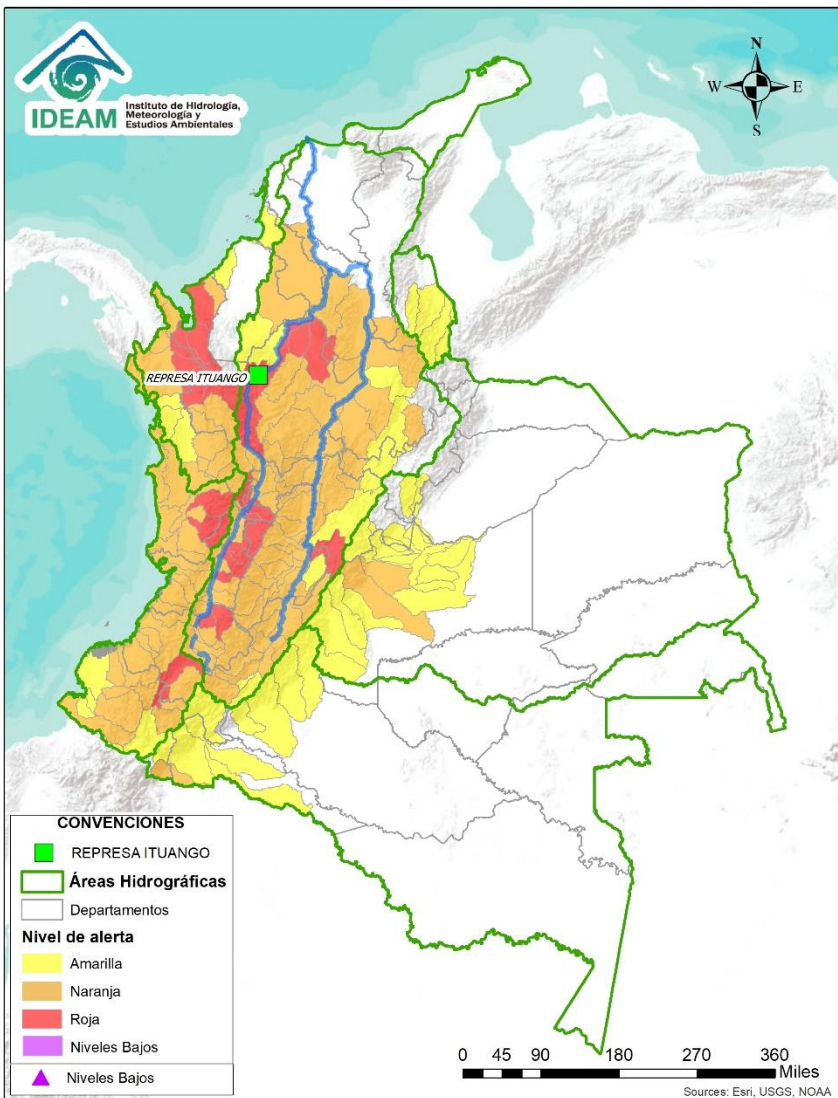 IDEAM
Instituto de Hidrología,
Meteorología y
Estudios Ambientales
N
W
E
S
REPRESA ITUANGO
CONVENCIONES
REPRESA ITUANGO
Áreas Hidrográficas
Departamentos
Nivel de alerta
Amarilla
Naranja
Roja
Niveles Bajos
Niveles Bajos
0 45 90 180 270 360
Miles
Sources: Esri, USGS, NOAA